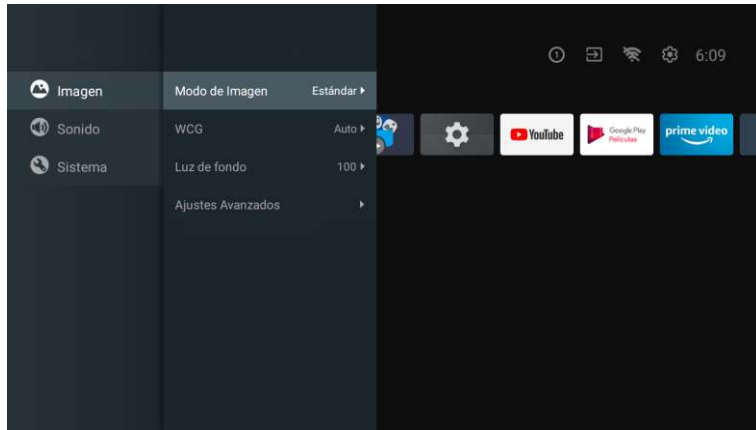 6:09
Imagen
Sonido
Sistema
Modo de Imagen Estándar
WCG Auto
Luz de fondo 100
Ajustes Avanzados
YouTube
Google Play
Películas
prime video